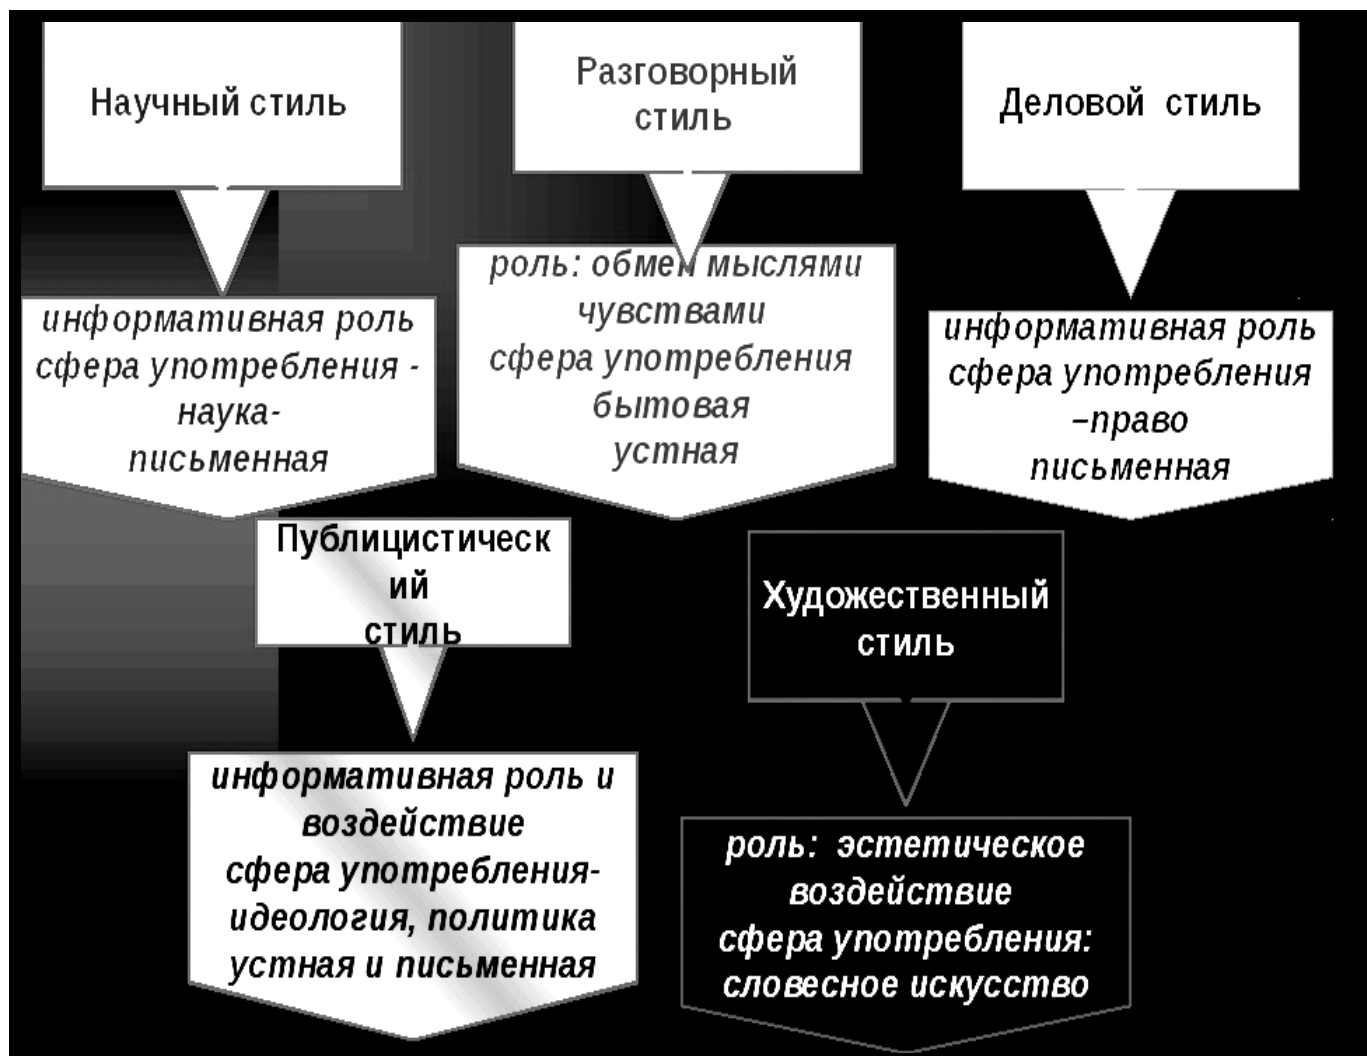 Научный стиль
информативная роль
сфера употребления -
наука-
письменная
Разговорный
стиль
роль: обмен мыслями
чувствами
сфера употребления
бытовая
устная
Деловой стиль
информативная роль
сфера употребления
–право
письменная
Публицистическ
ий
стиль
информативная роль и
воздействие
сфера употребления-
идеология, политика
устная и письменная
Художественный
стиль
роль: эстетическое
воздействие
сфера употребления:
словесное искусство